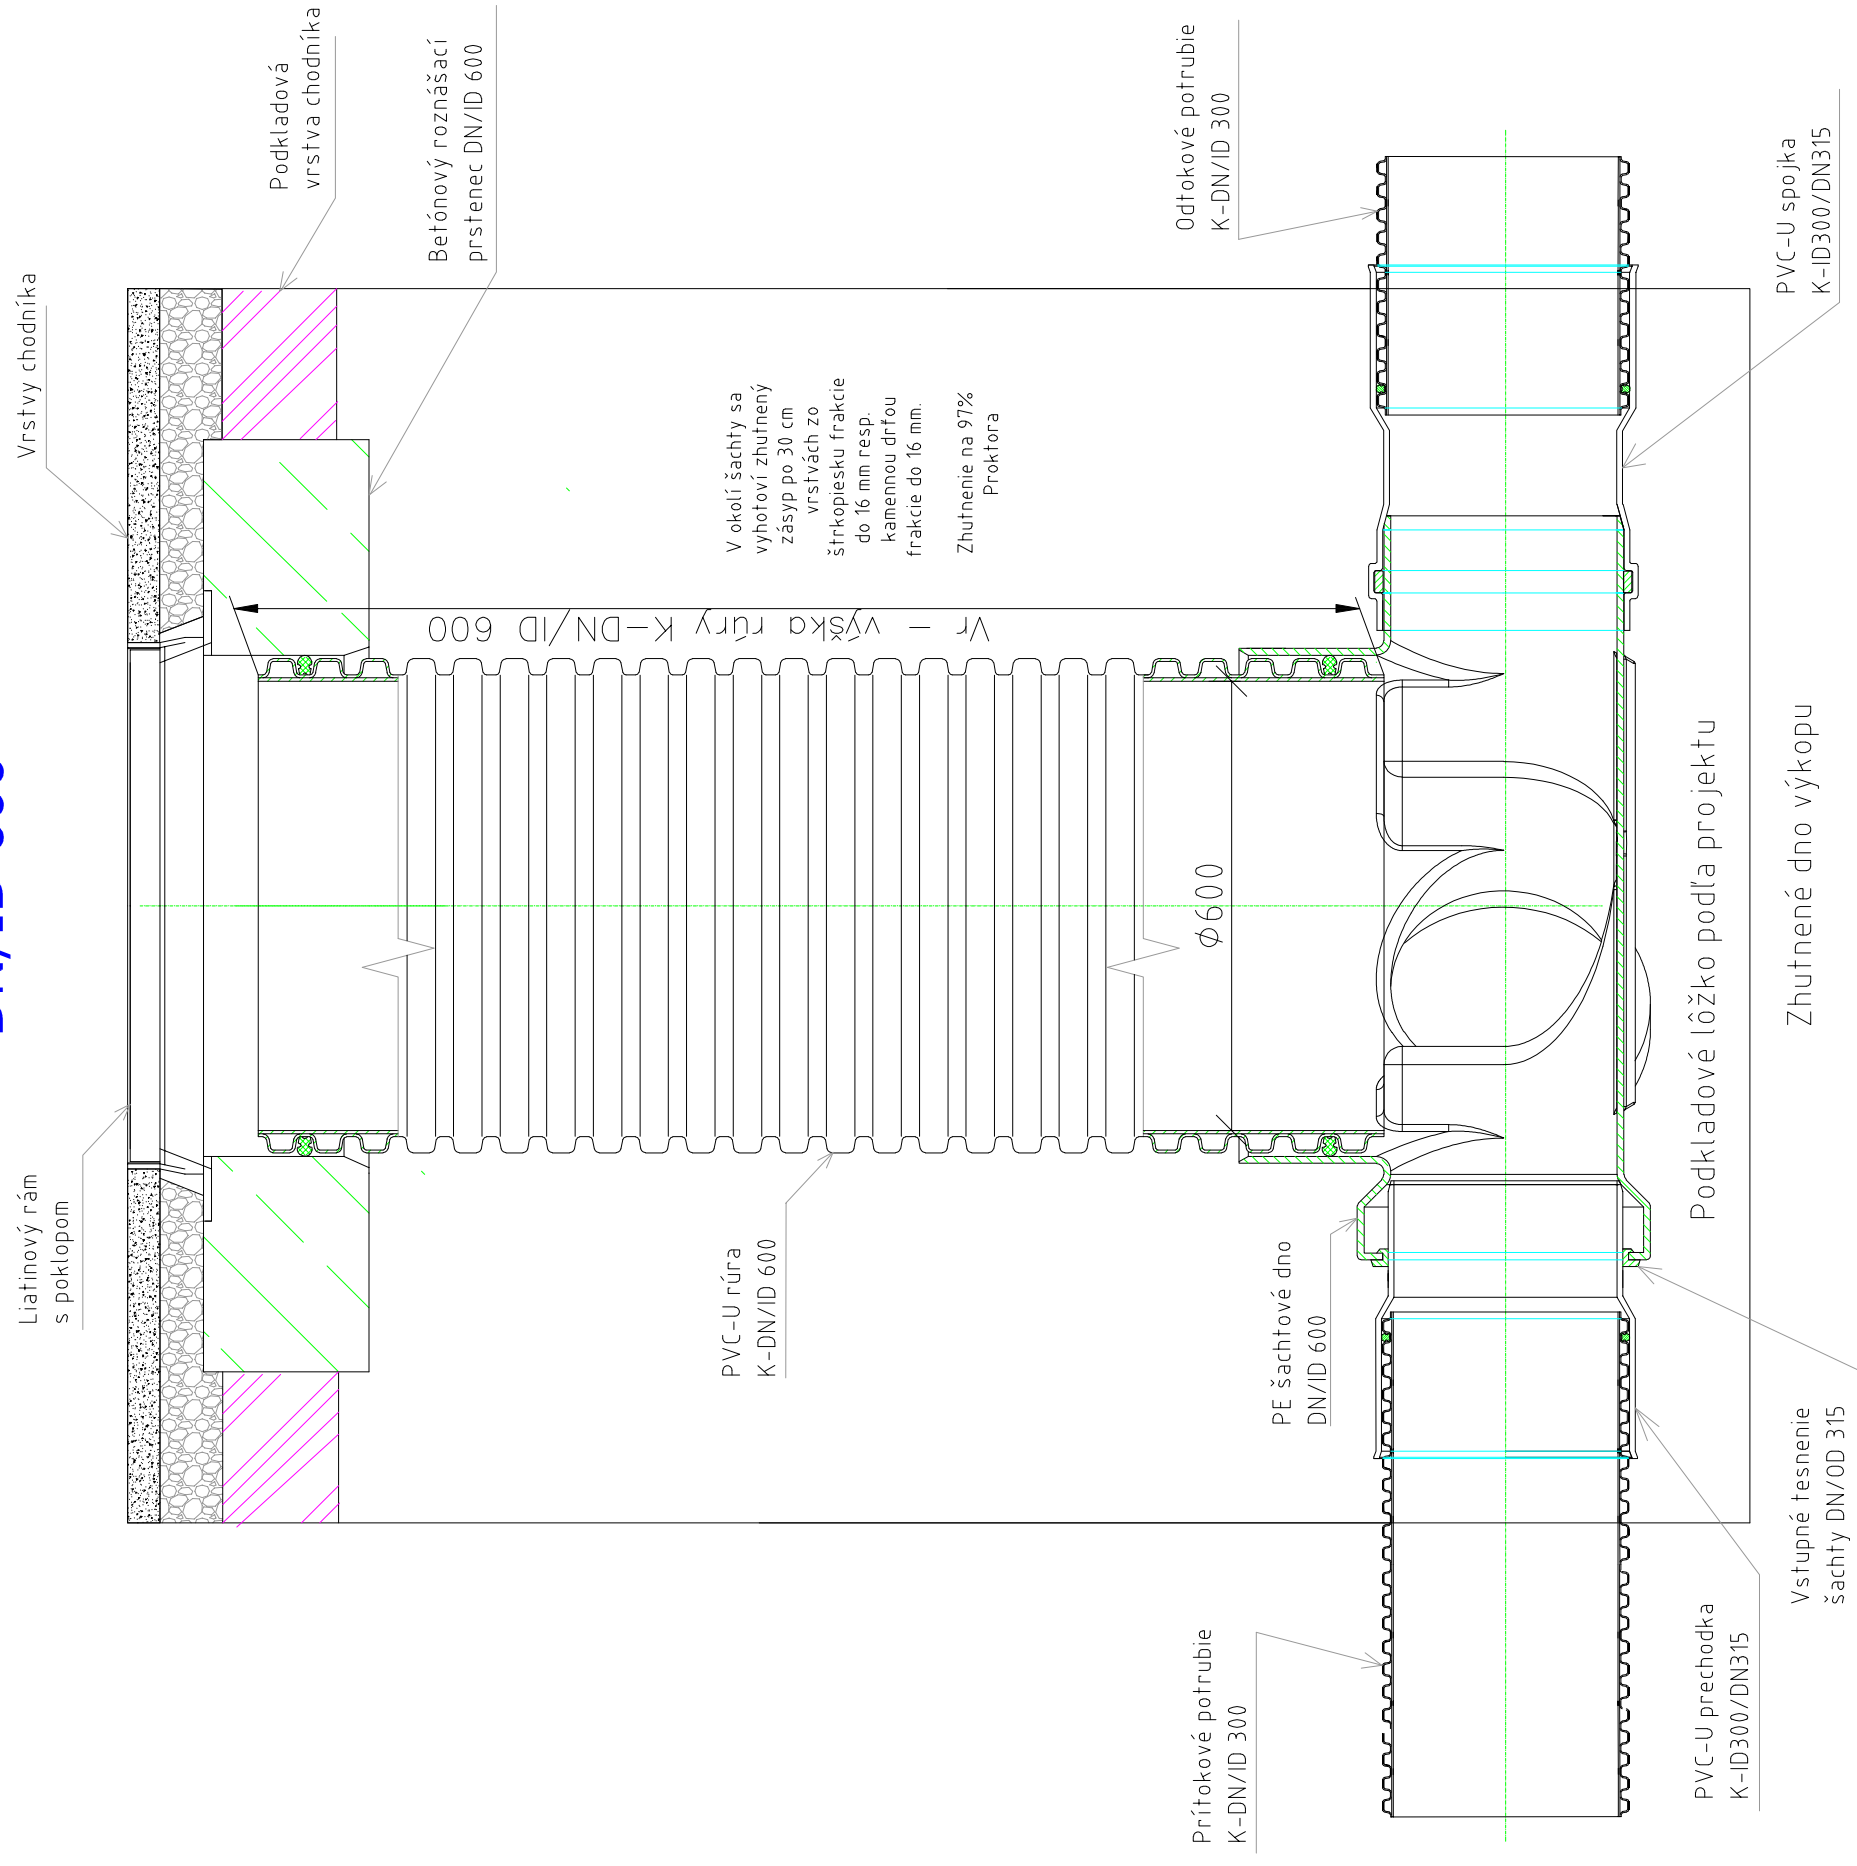 Vrstvy chodníka
Podkladová
vrstva chodníka
Betónový roznášací
prstenec DN/ID 600
Liatinový rám
s poklopom
V okolí šachty sa
vyhotoví zhutnený
zásyp po 30 cm
vrstvách zo
štrkopiesku frakcie
do 16 mm resp.
kamennou drťou
frakcie do 16 mm.
Zhutnenie na 97%
Proktora
Vr – výška rúry K–DN/ID 600
PVC-U rúra
K-DN/ID 600
Odtokové potrubie
K-DN/ID 300
PVC-U spojka
K-ID300/DN315
Φ600
PE šachtové dno
DN/ID 600
Podkladové lôžko podľa projektu
Zhutnené dno výkopu
Prítokové potrubie
K-DN/ID 300
PVC-U prechodka
K-ID300/DN315
Vstupné tesnenie
šachty DN/OD 315